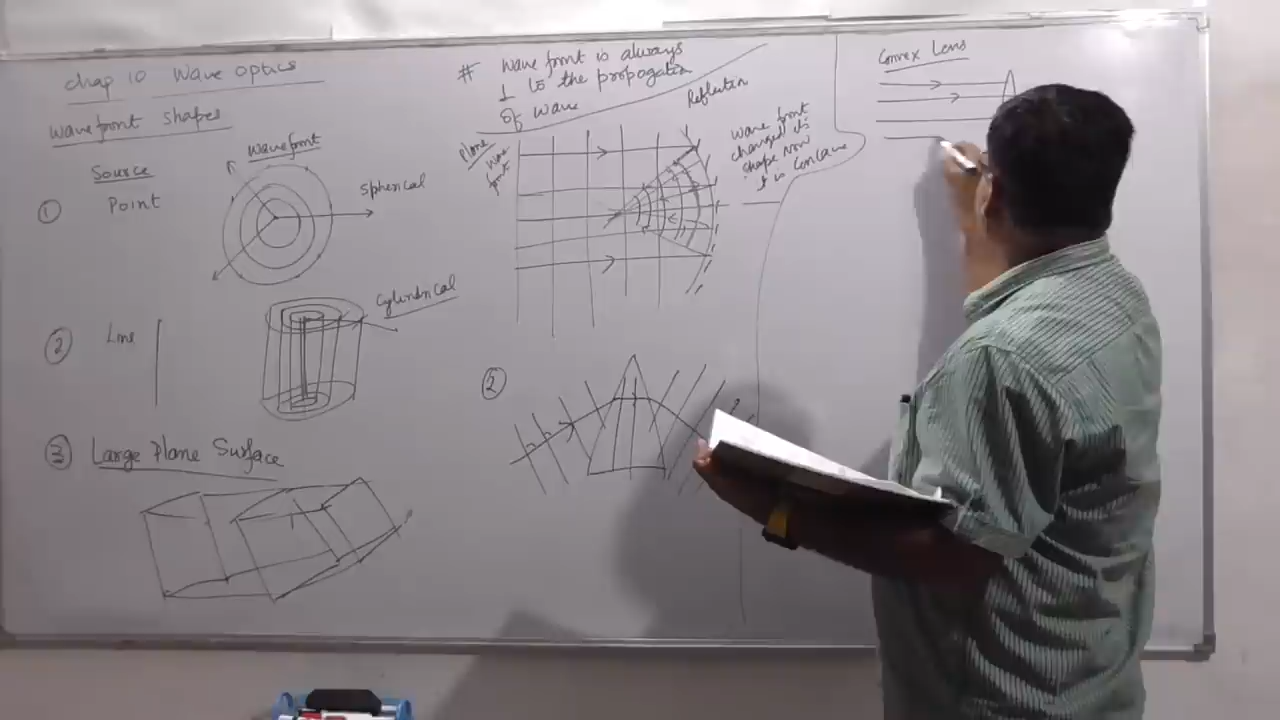 Chap 10 Wave Optics
Wavefront shapes
Source
Wavefront
① Point
Spherical
② Line
Cylindrical
③ Large Plane Surface
# Wave front is always
⊥ to the propagation
of wave
Reflection
Plane
Wave
front
Wave front
changed its
shape now
it is Concave
②
Convex Lens